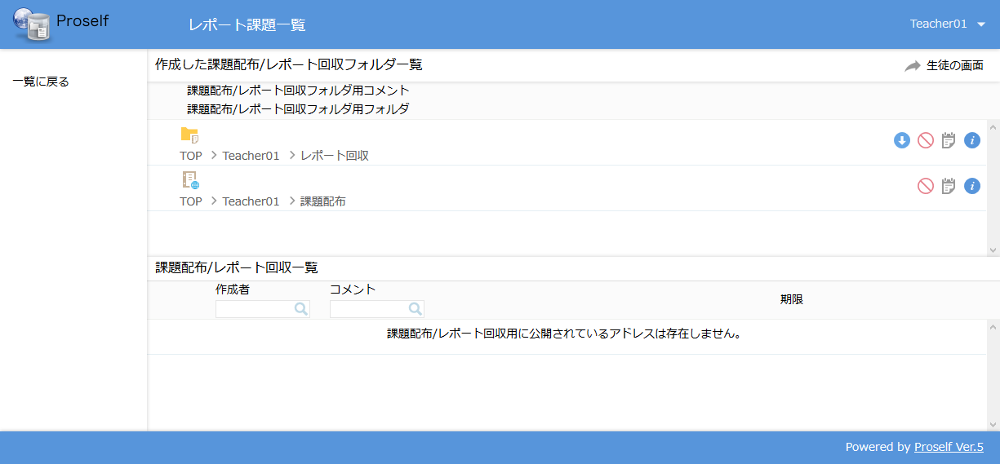 Proself
レポート課題一覧
Teacher01
一覧に戻る
作成した課題配布/レポート回収フォルダ一覧
生徒の画面
課題配布/レポート回収フォルダ用コメント
課題配布/レポート回収フォルダ用フォルダ
TOP > Teacher01 > レポート回収
TOP > Teacher01 > 課題配布
課題配布/レポート回収一覧
作成者 コメント 期限
課題配布/レポート回収用に公開されているアドレスは存在しません。
Powered by Proself Ver.5